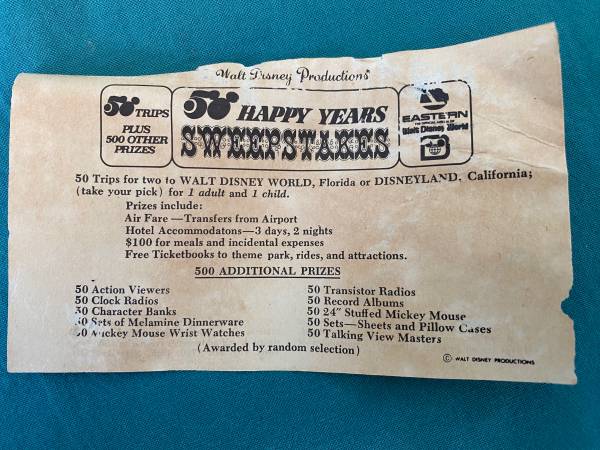 Walt Disney Productions'
50 TRIPS
PLUS
500 OTHER
PRIZES
50 HAPPY YEARS
SWEEPSTAKES
EASTERN
Walt Disney World
50 Trips for two to WALT DISNEY WORLD, Florida or DISNEYLAND, California;
(take your pick) for 1 adult and 1 child.
Prizes include:
Air Fare — Transfers from Airport
Hotel Accommodatons—3 days, 2 nights
$100 for meals and incidental expenses
Free Ticketbooks to theme park, rides, and attractions.
500 ADDITIONAL PRIZES
50 Action Viewers
50 Clock Radios
50 Character Banks
50 Sets of Melamine Dinnerware
50 Mickey Mouse Wrist Watches
50 Transistor Radios
50 Record Albums
50 24" Stuffed Mickey Mouse
50 Sets—Sheets and Pillow Cases
50 Talking View Masters
(Awarded by random selection)
© WALT DISNEY PRODUCTIONS